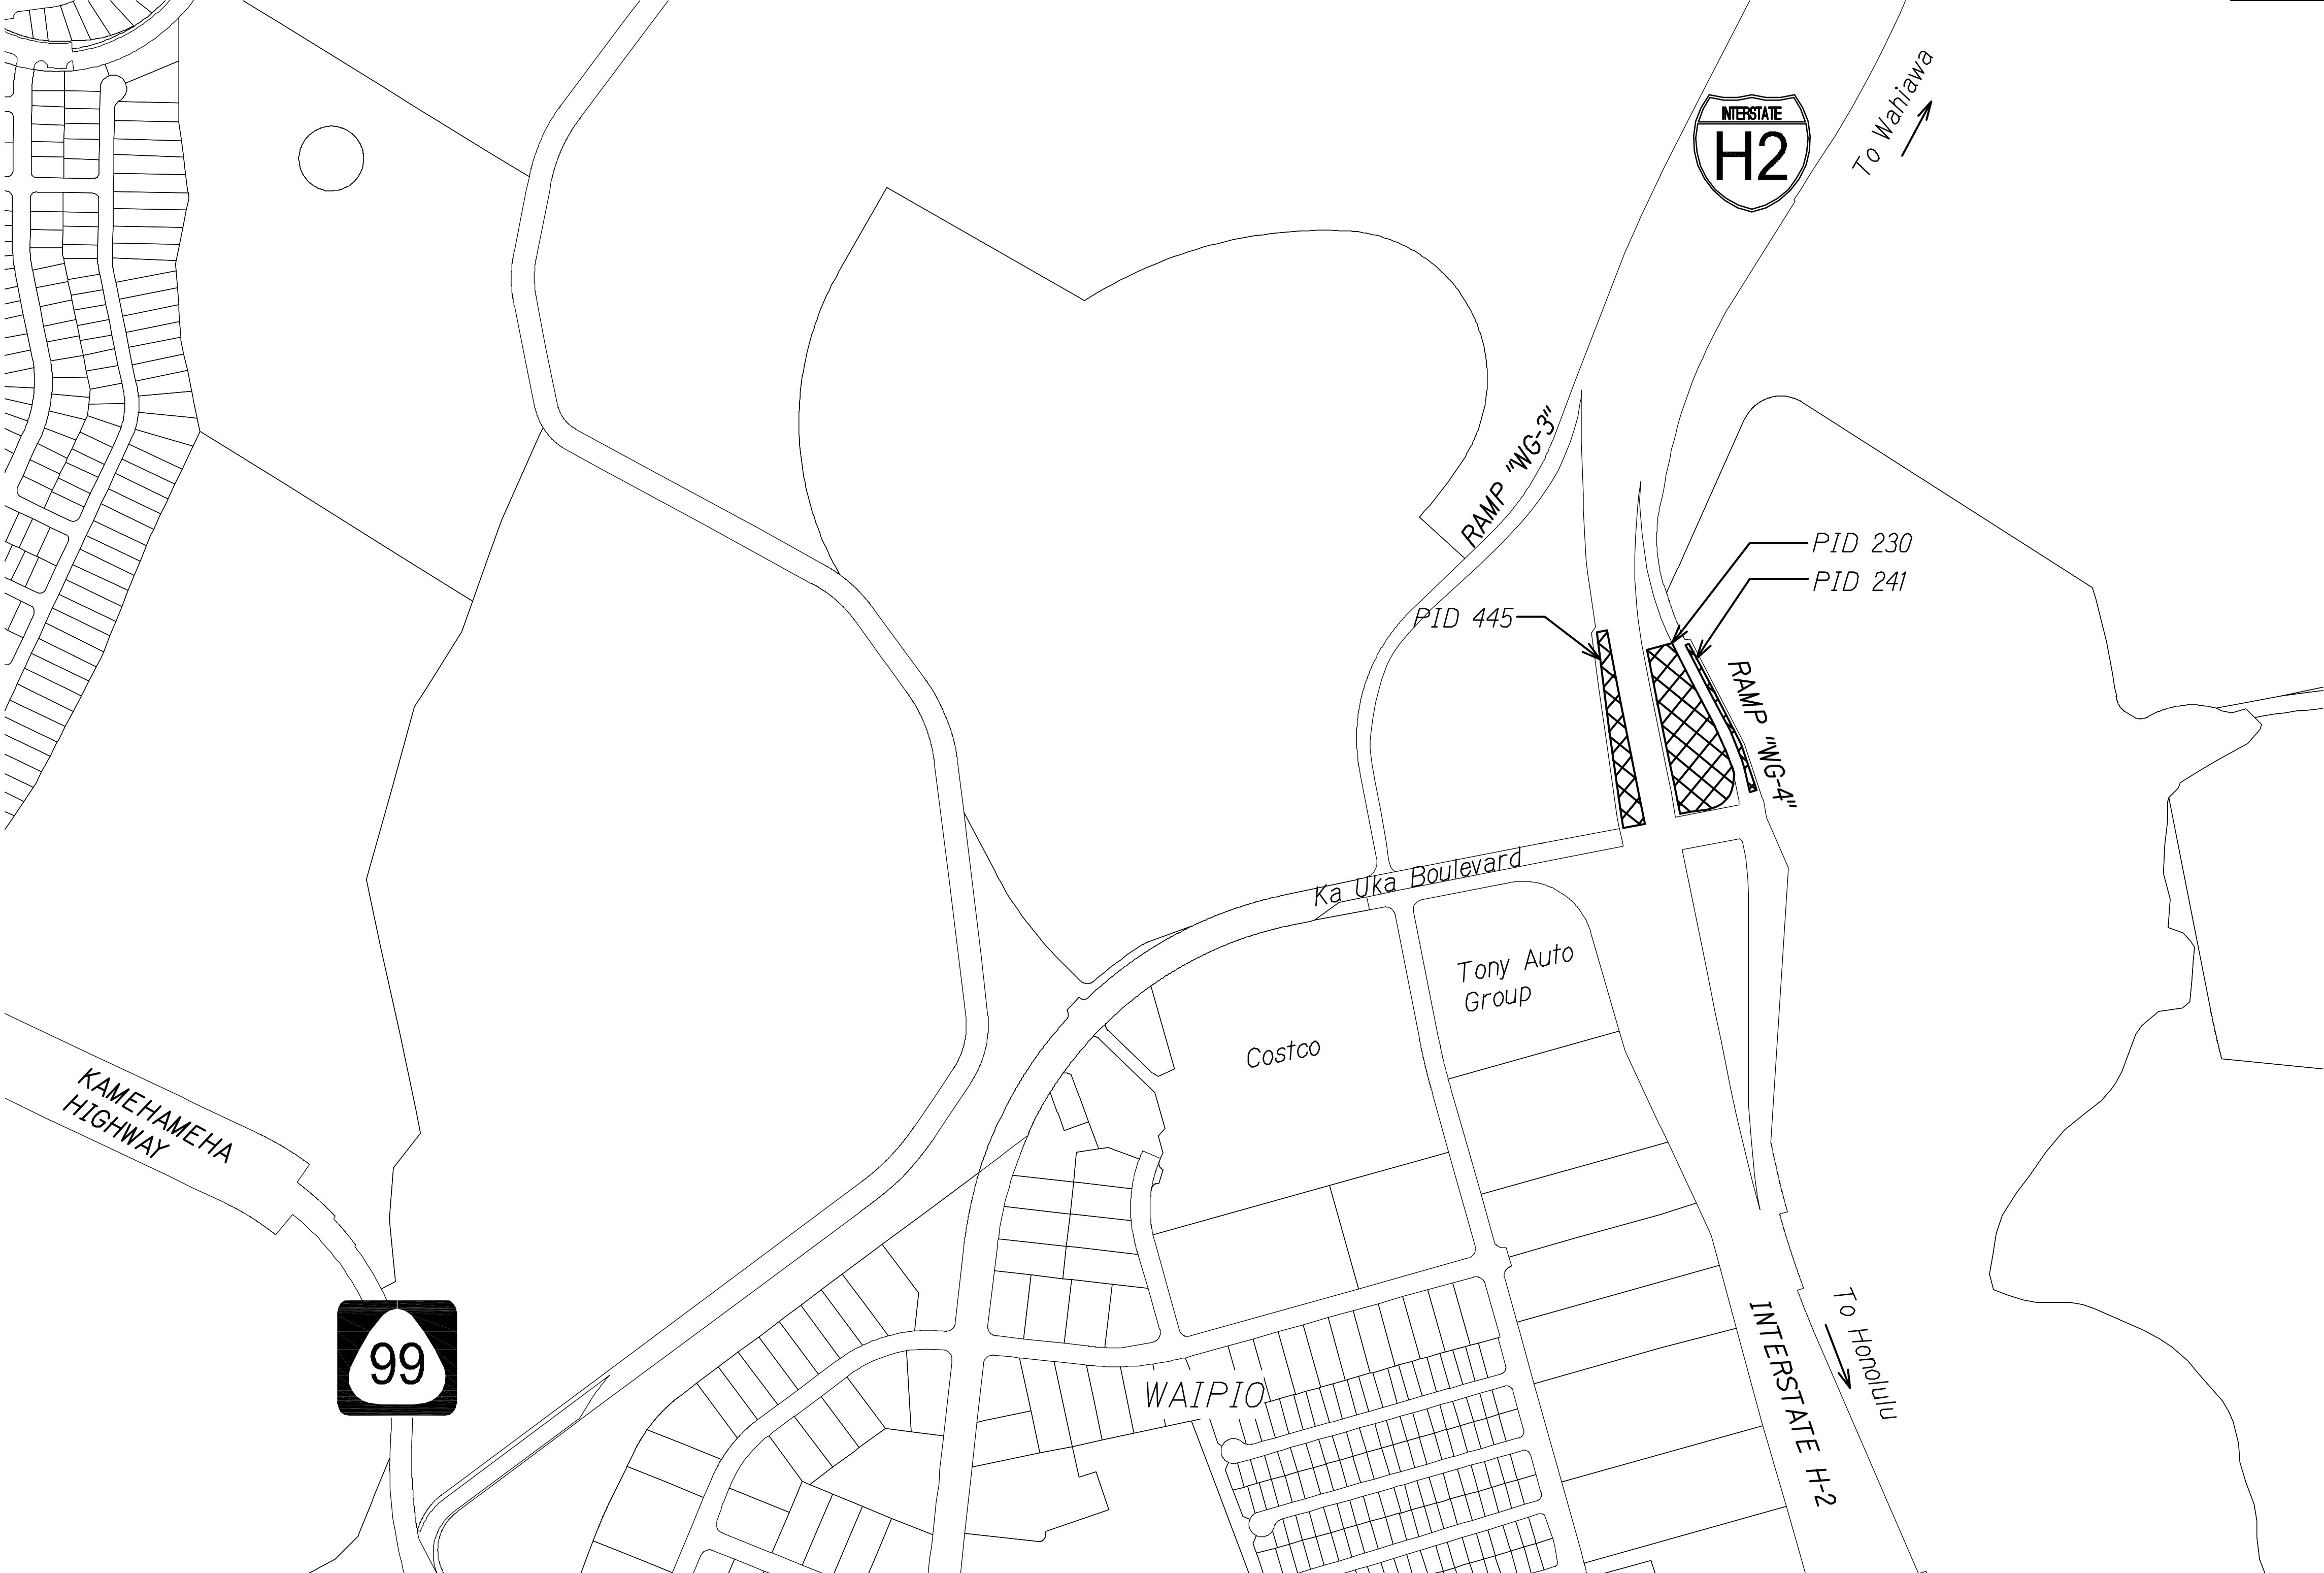 To Wahiawa
INTERSTATE
H2
RAMP "WG-3"
PID 230
PID 241
PID 445
RAMP "WG-4"
Ka Uka Boulevard
Tony Auto
Group
Costco
KAMEHAMEHA
HIGHWAY
99
WAIPIO
INTERSTATE H-2
To Honolulu